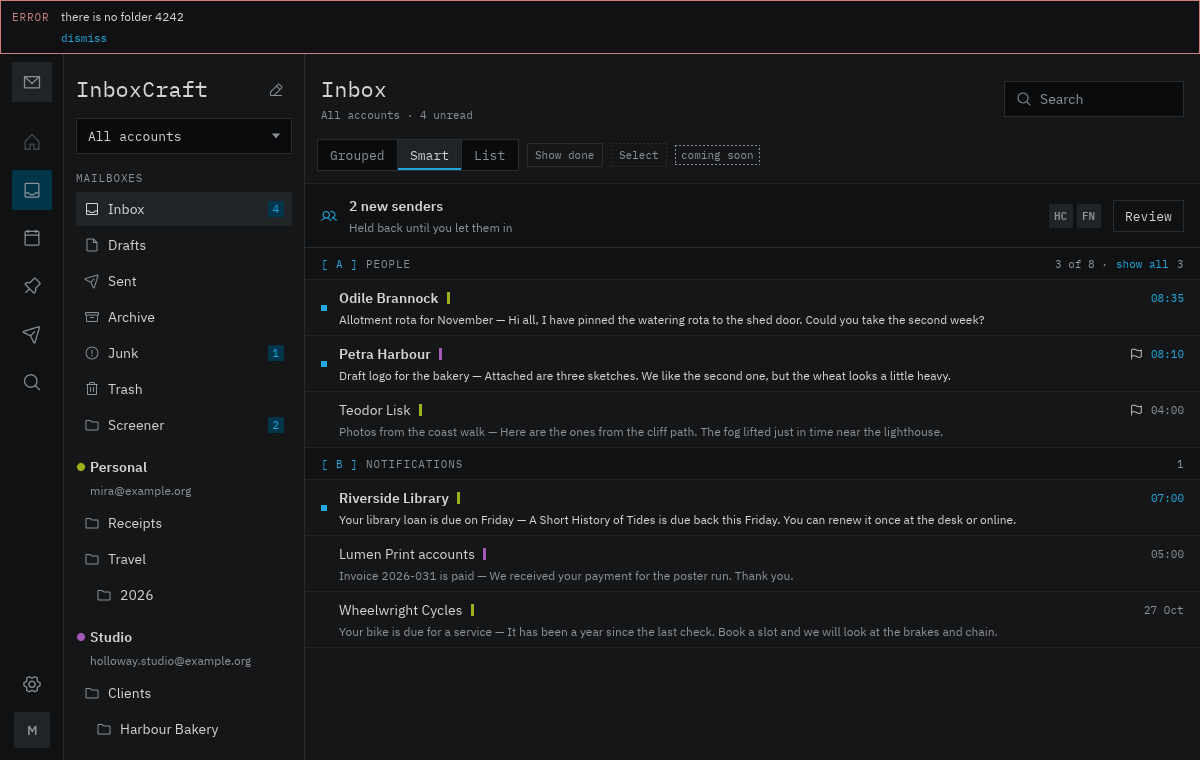 ERROR there is no folder 4242
dismiss
InboxCraft
All accounts
MAILBOXES
Inbox 4
Drafts
Sent
Archive
Junk 1
Trash
Screener 2
Personal
mira@example.org
Receipts
Travel
2026
Studio
holloway.studio@example.org
Clients
Harbour Bakery
M
Inbox
All accounts · 4 unread
Search
Grouped Smart List Show done Select coming soon
2 new senders
Held back until you let them in
HC FN Review
[ A ] PEOPLE 3 of 8 · show all 3
Odile Brannock 08:35
Allotment rota for November — Hi all, I have pinned the watering rota to the shed door. Could you take the second week?
Petra Harbour 08:10
Draft logo for the bakery — Attached are three sketches. We like the second one, but the wheat looks a little heavy.
Teodor Lisk 04:00
Photos from the coast walk — Here are the ones from the cliff path. The fog lifted just in time near the lighthouse.
[ B ] NOTIFICATIONS 1
Riverside Library 07:00
Your library loan is due on Friday — A Short History of Tides is due back this Friday. You can renew it once at the desk or online.
Lumen Print accounts 05:00
Invoice 2026-031 is paid — We received your payment for the poster run. Thank you.
Wheelwright Cycles 27 Oct
Your bike is due for a service — It has been a year since the last check. Book a slot and we will look at the brakes and chain.